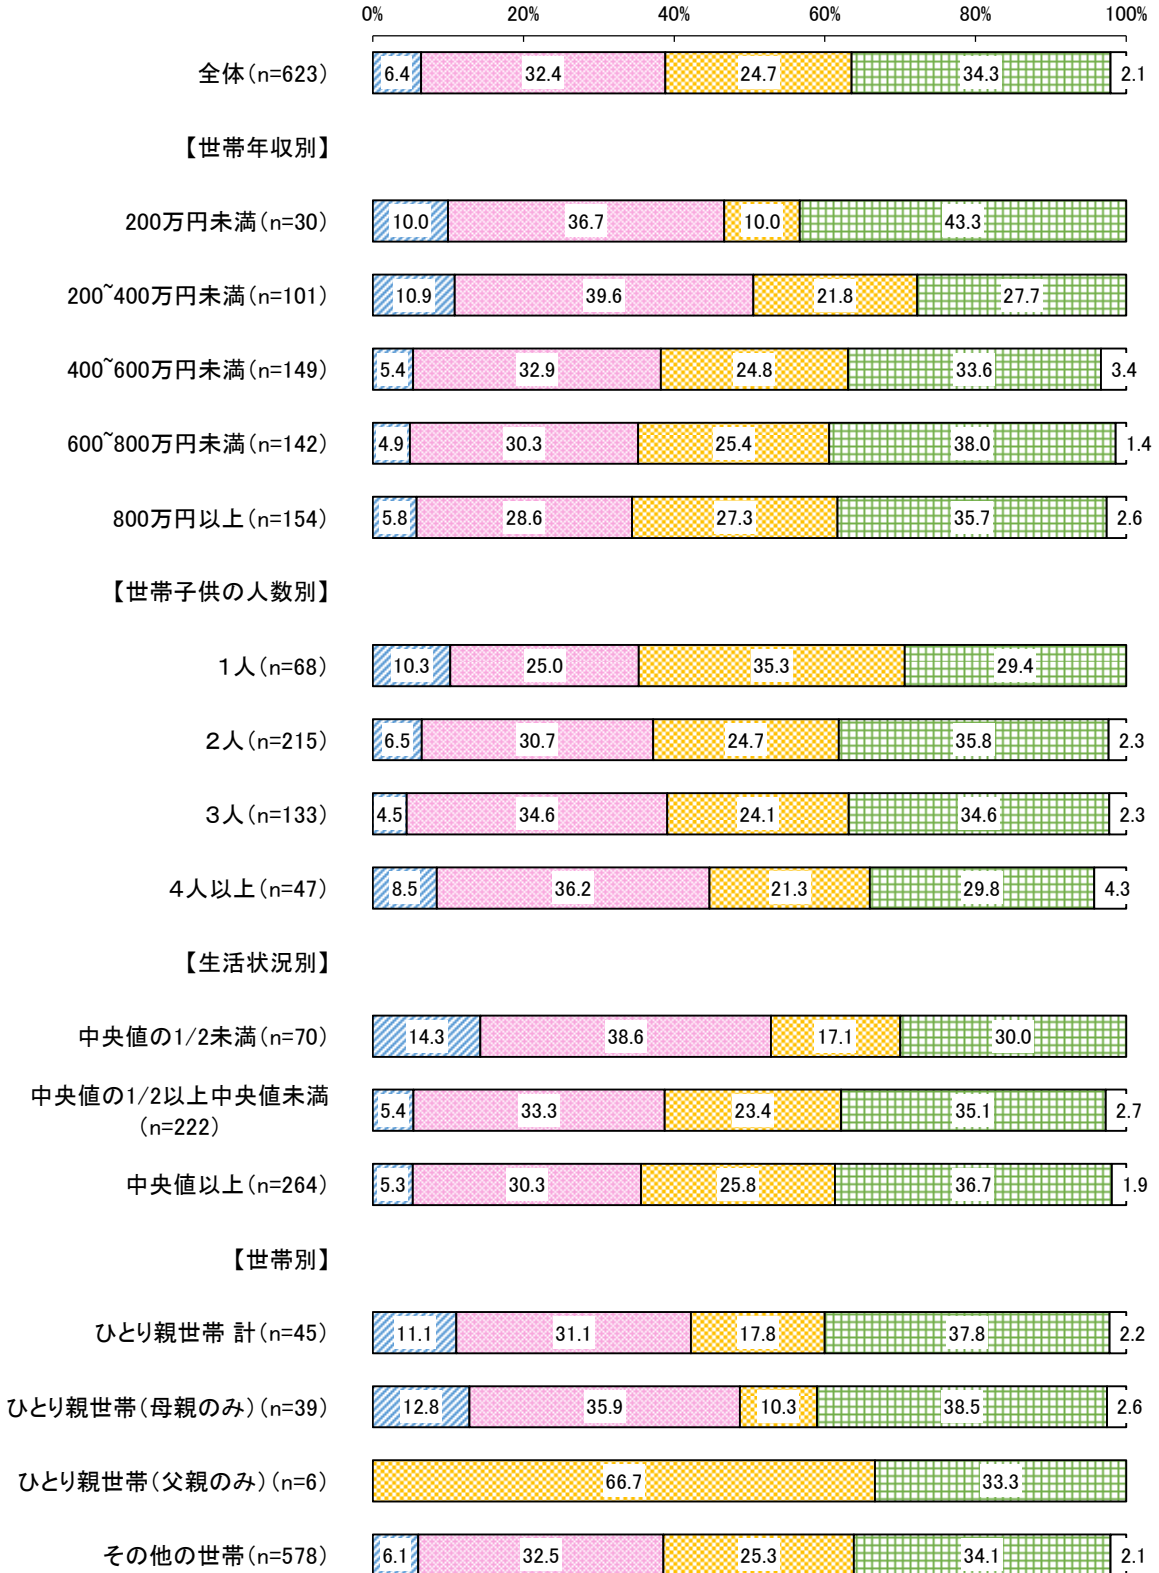 0% 20% 40% 60% 80% 100%
全体(n=623) 6.4 32.4 24.7 34.3 2.1
【世帯年収別】
200万円未満(n=30) 10.0 36.7 10.0 43.3
200~400万円未満(n=101) 10.9 39.6 21.8 27.7
400~600万円未満(n=149) 5.4 32.9 24.8 33.6 3.4
600~800万円未満(n=142) 4.9 30.3 25.4 38.0 1.4
800万円以上(n=154) 5.8 28.6 27.3 35.7 2.6
【世帯子供の人数別】
1人(n=68) 10.3 25.0 35.3 29.4
2人(n=215) 6.5 30.7 24.7 35.8 2.3
3人(n=133) 4.5 34.6 24.1 34.6 2.3
4人以上(n=47) 8.5 36.2 21.3 29.8 4.3
【生活状況別】
中央値の1/2未満(n=70) 14.3 38.6 17.1 30.0
中央値の1/2以上中央値未満
(n=222) 5.4 33.3 23.4 35.1 2.7
中央値以上(n=264) 5.3 30.3 25.8 36.7 1.9
【世帯別】
ひとり親世帯 計(n=45) 11.1 31.1 17.8 37.8 2.2
ひとり親世帯(母親のみ)(n=39) 12.8 35.9 10.3 38.5 2.6
ひとり親世帯(父親のみ)(n=6) 66.7 33.3
その他の世帯(n=578) 6.1 32.5 25.3 34.1 2.1